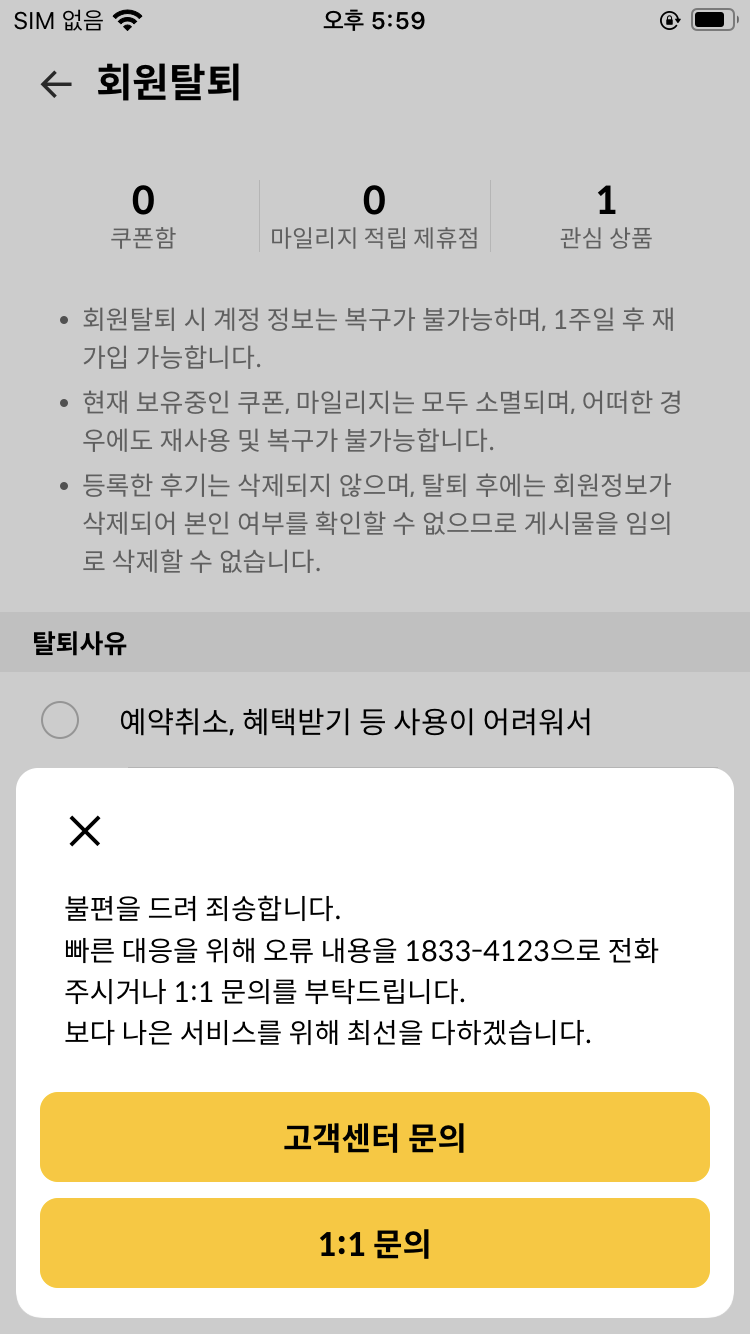 SIM 없음 오후 5:59
회원탈퇴
0 0 1
쿠폰함 마일리지 적립 제휴점 관심 상품
• 회원탈퇴 시 계정 정보는 복구가 불가능하며, 1주일 후 재
가입 가능합니다.
• 현재 보유중인 쿠폰, 마일리지는 모두 소멸되며, 어떠한 경
우에도 재사용 및 복구가 불가능합니다.
• 등록한 후기는 삭제되지 않으며, 탈퇴 후에는 회원정보가
삭제되어 본인 여부를 확인할 수 없으므로 게시물을 임의
로 삭제할 수 없습니다.
탈퇴사유
예약취소, 혜택받기 등 사용이 어려워서
불편을 드려 죄송합니다.
빠른 대응을 위해 오류 내용을 1833-4123으로 전화
주시거나 1:1 문의를 부탁드립니다.
보다 나은 서비스를 위해 최선을 다하겠습니다.
고객센터 문의
1:1 문의